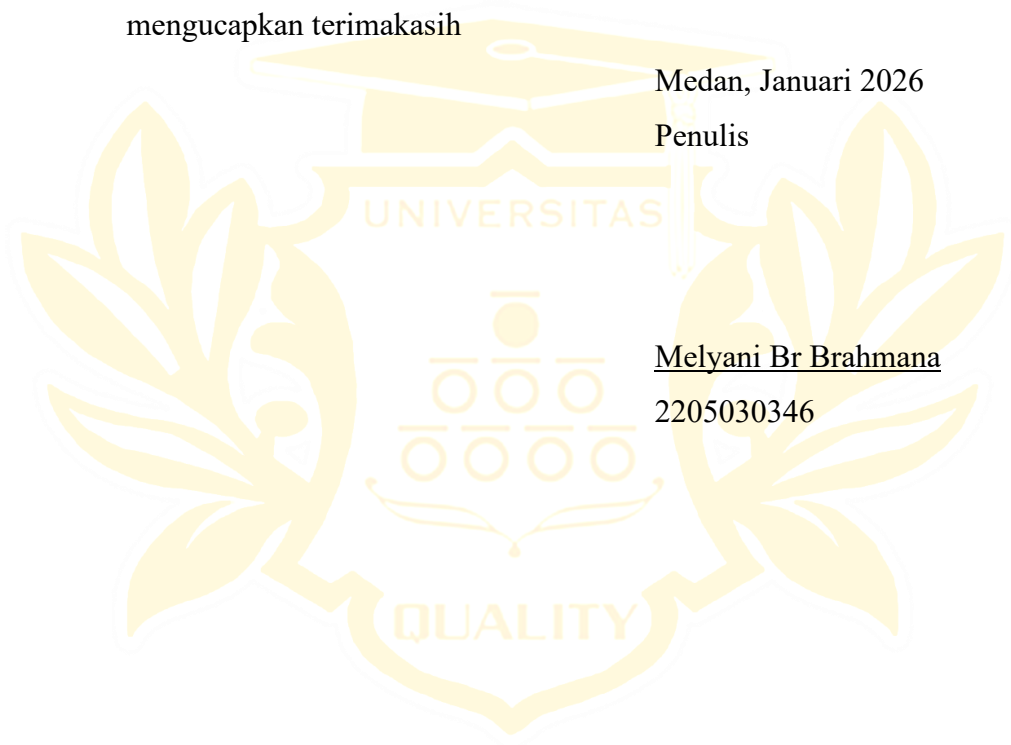 mengucapkan terimakasih
Medan, Januari 2026
Penulis
UNIVERSITAS
Melyani Br Brahmana
2205030346
QUALITY